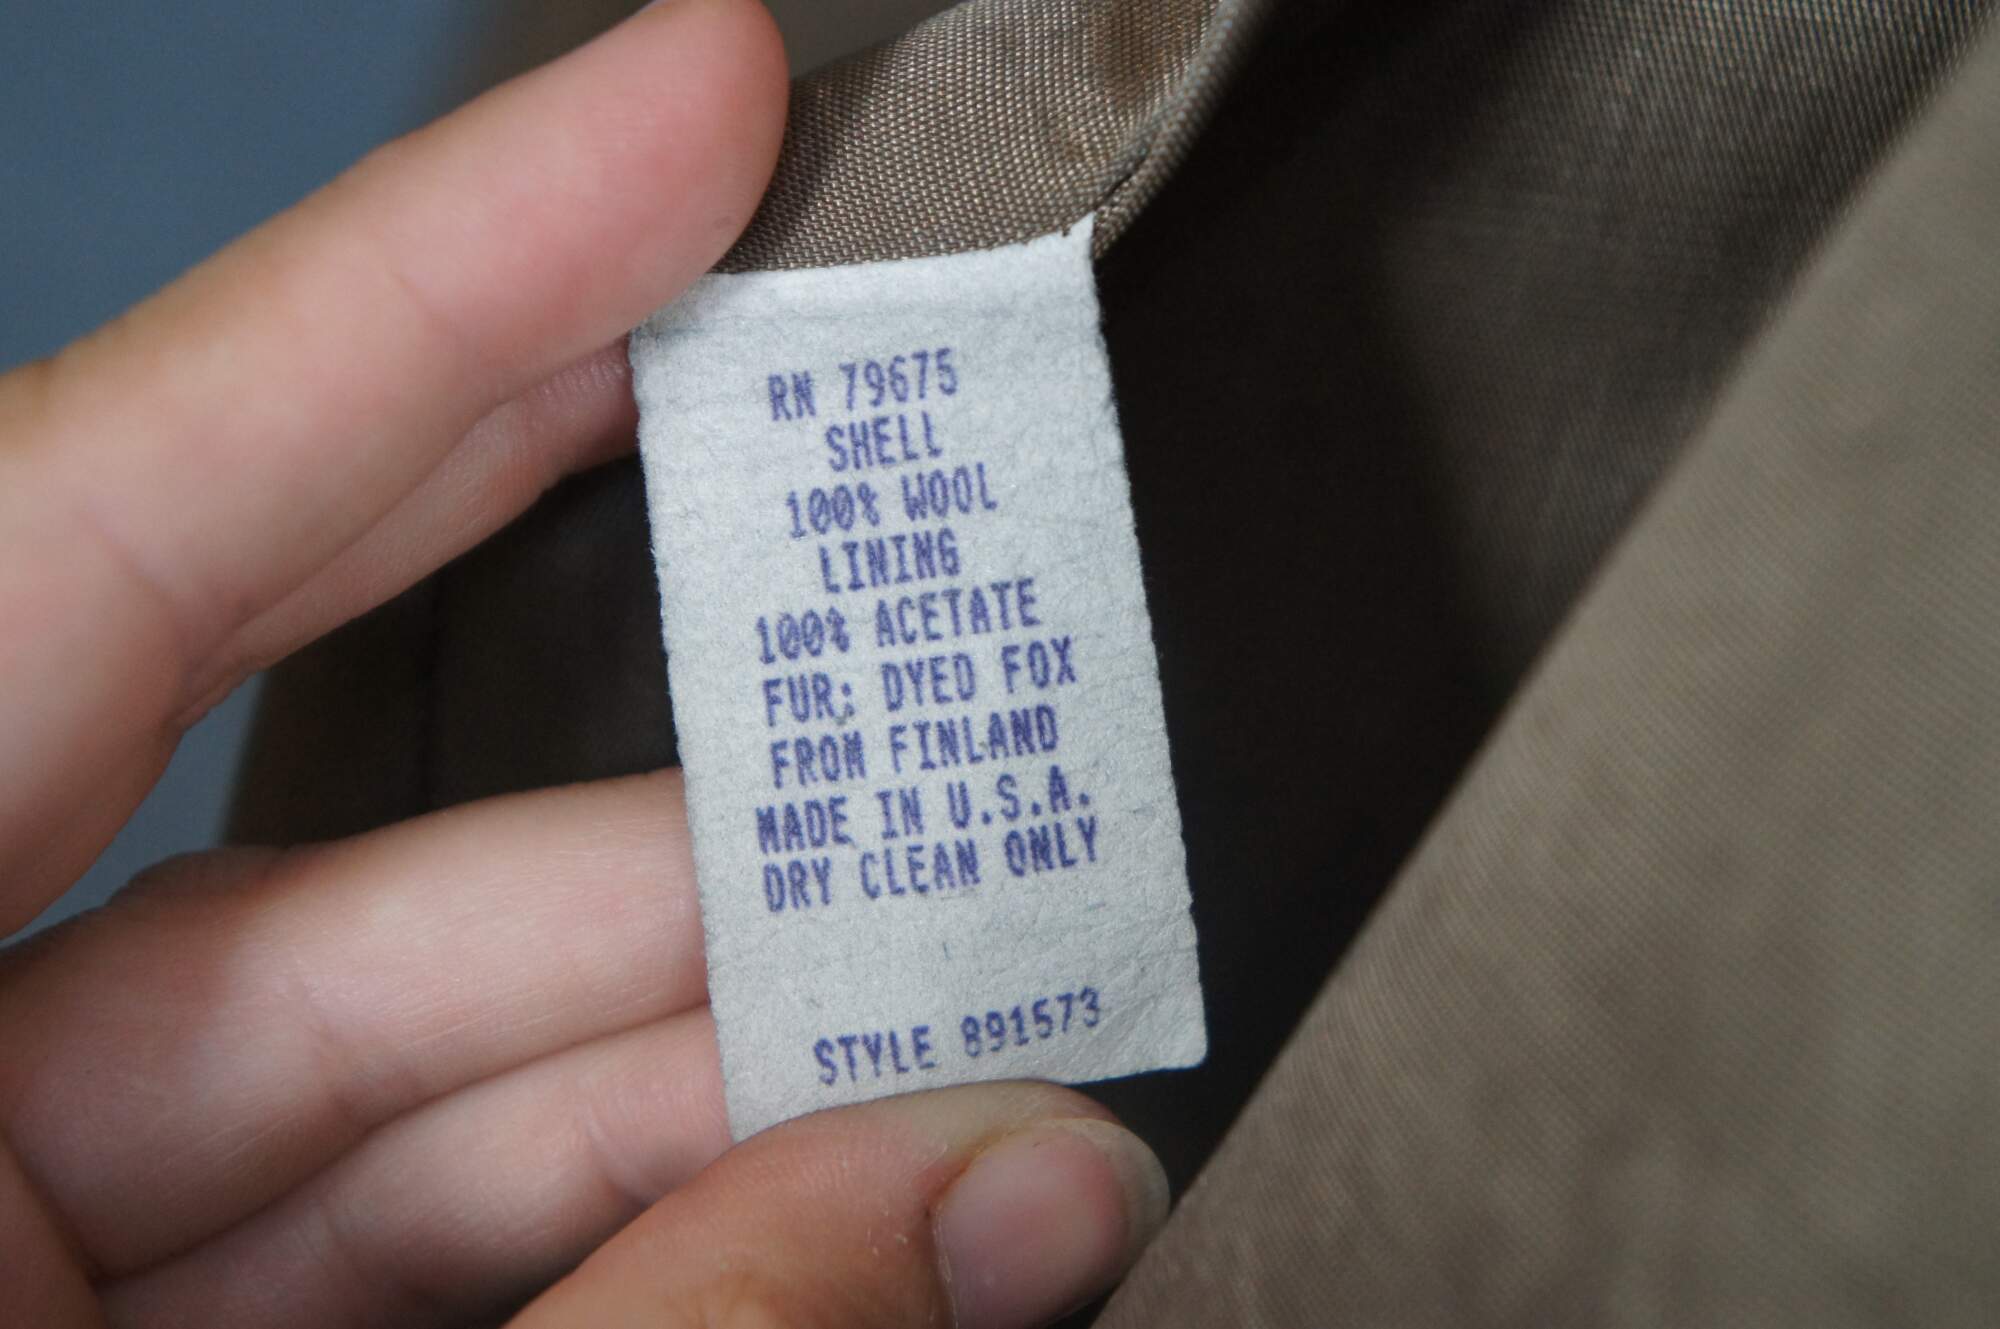 RN 79675
SHELL
100% WOOL
LINING
100% ACETATE
FUR: DYED FOX
FROM FINLAND
MADE IN U.S.A.
DRY CLEAN ONLY
STYLE 891573